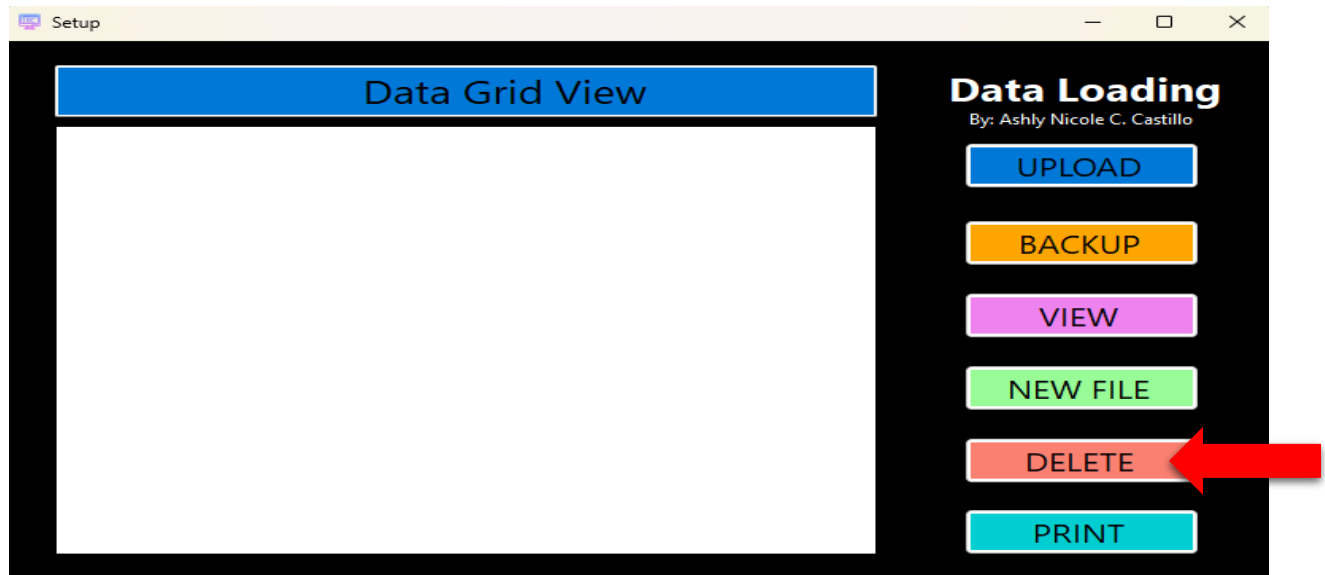 Setup
Data Grid View
Data Loading
By: Ashly Nicole C. Castillo
UPLOAD
BACKUP
VIEW
NEW FILE
DELETE
PRINT